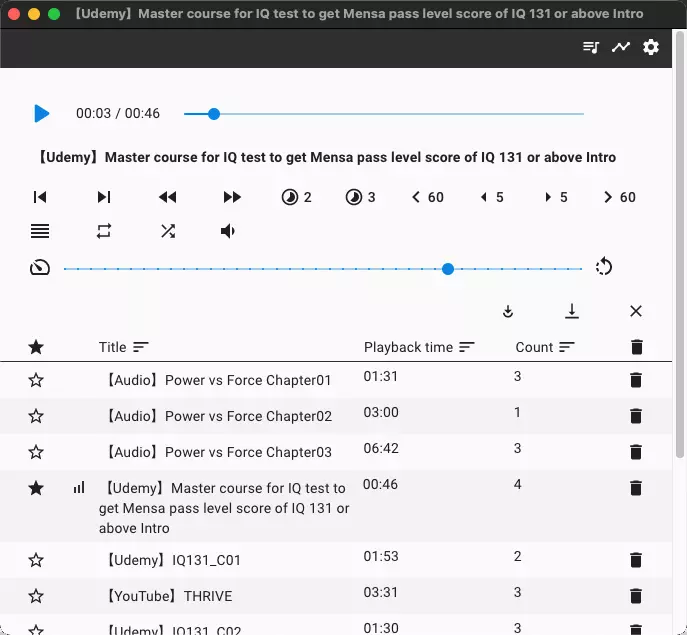 【Udemy】Master course for IQ test to get Mensa pass level score of IQ 131 or above Intro
00:03 / 00:46
【Udemy】Master course for IQ test to get Mensa pass level score of IQ 131 or above Intro
2 3 60 5 5 60
Title Playback time Count
【Audio】Power vs Force Chapter01 01:31 3
【Audio】Power vs Force Chapter02 03:00 1
【Audio】Power vs Force Chapter03 06:42 3
【Udemy】Master course for IQ test to 00:46 4
get Mensa pass level score of IQ 131 or
above Intro
【Udemy】IQ131_C01 01:53 2
【YouTube】THRIVE 03:31 3
【Udemy】IQ131_C02 01:30 3